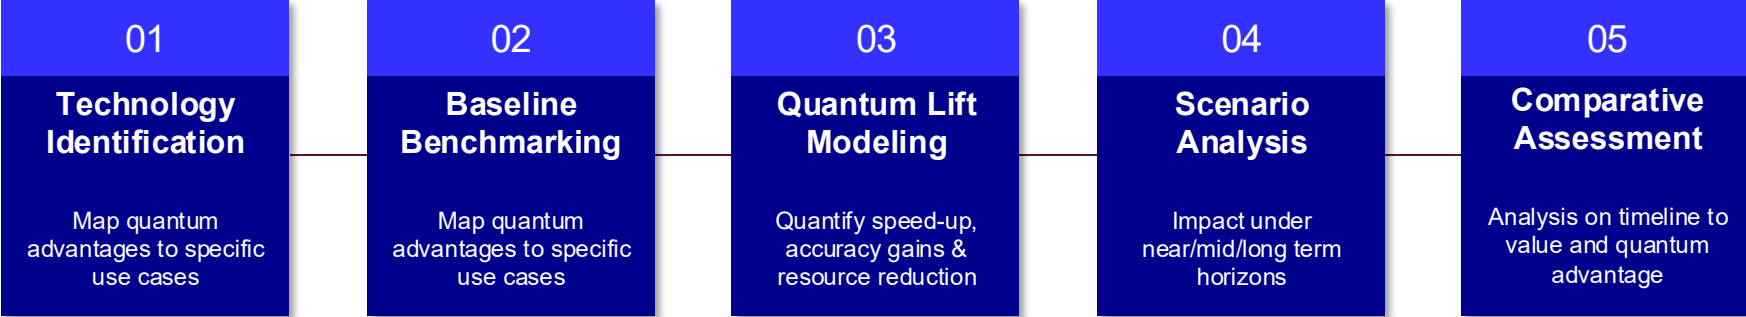 01
Technology
Identification
Map quantum
advantages to specific
use cases
02
Baseline
Benchmarking
Map quantum
advantages to specific
use cases
03
Quantum Lift
Modeling
Quantify speed-up,
accuracy gains &
resource reduction
04
Scenario
Analysis
Impact under
near/mid/long term
horizons
05
Comparative
Assessment
Analysis on timeline to
value and quantum
advantage